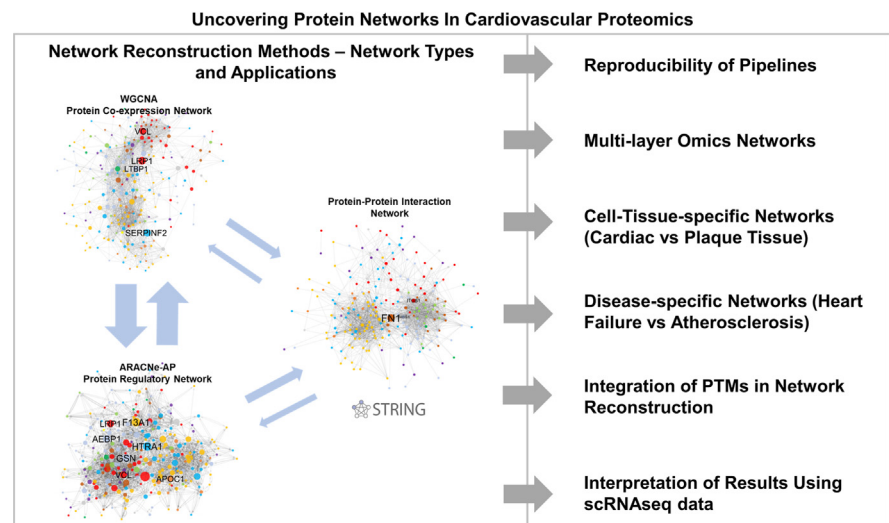 Uncovering Protein Networks In Cardiovascular Proteomics
Network Reconstruction Methods – Network Types
and Applications
WGCNA
Protein Co-expression Network
VCL
LRP1
LTBP1
SERPINF2
Protein-Protein Interaction
Network
FN1
STRING
ARACNe-AP
Protein Regulatory Network
LRP1
F13A1
AEBP1
HTRA1
GSN
VCL
APOC1
Reproducibility of Pipelines
Multi-layer Omics Networks
Cell-Tissue-specific Networks
(Cardiac vs Plaque Tissue)
Disease-specific Networks (Heart
Failure vs Atherosclerosis)
Integration of PTMs in Network
Reconstruction
Interpretation of Results Using
scRNAseq data